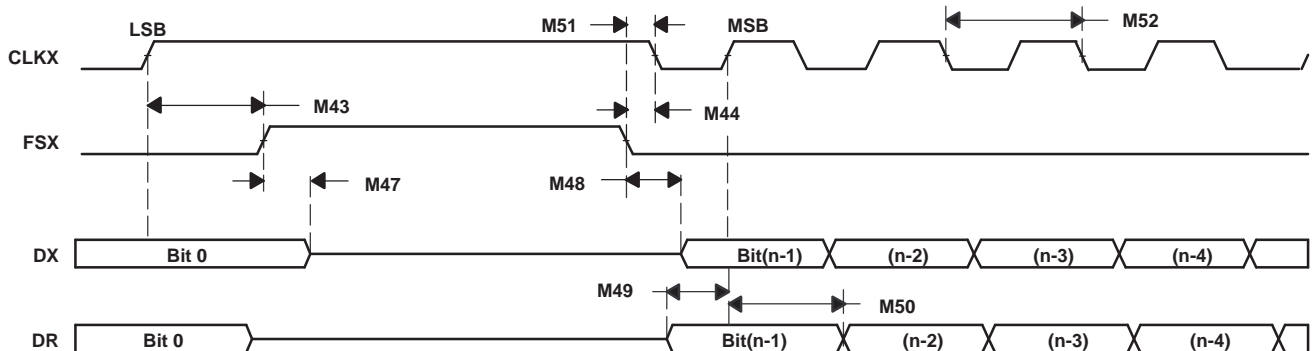 LSB M51 MSB M52
CLKX
M43 M44
FSX
M47 M48
DX Bit 0 Bit(n-1) (n-2) (n-3) (n-4)
M49 M50
DR Bit 0 Bit(n-1) (n-2) (n-3) (n-4)